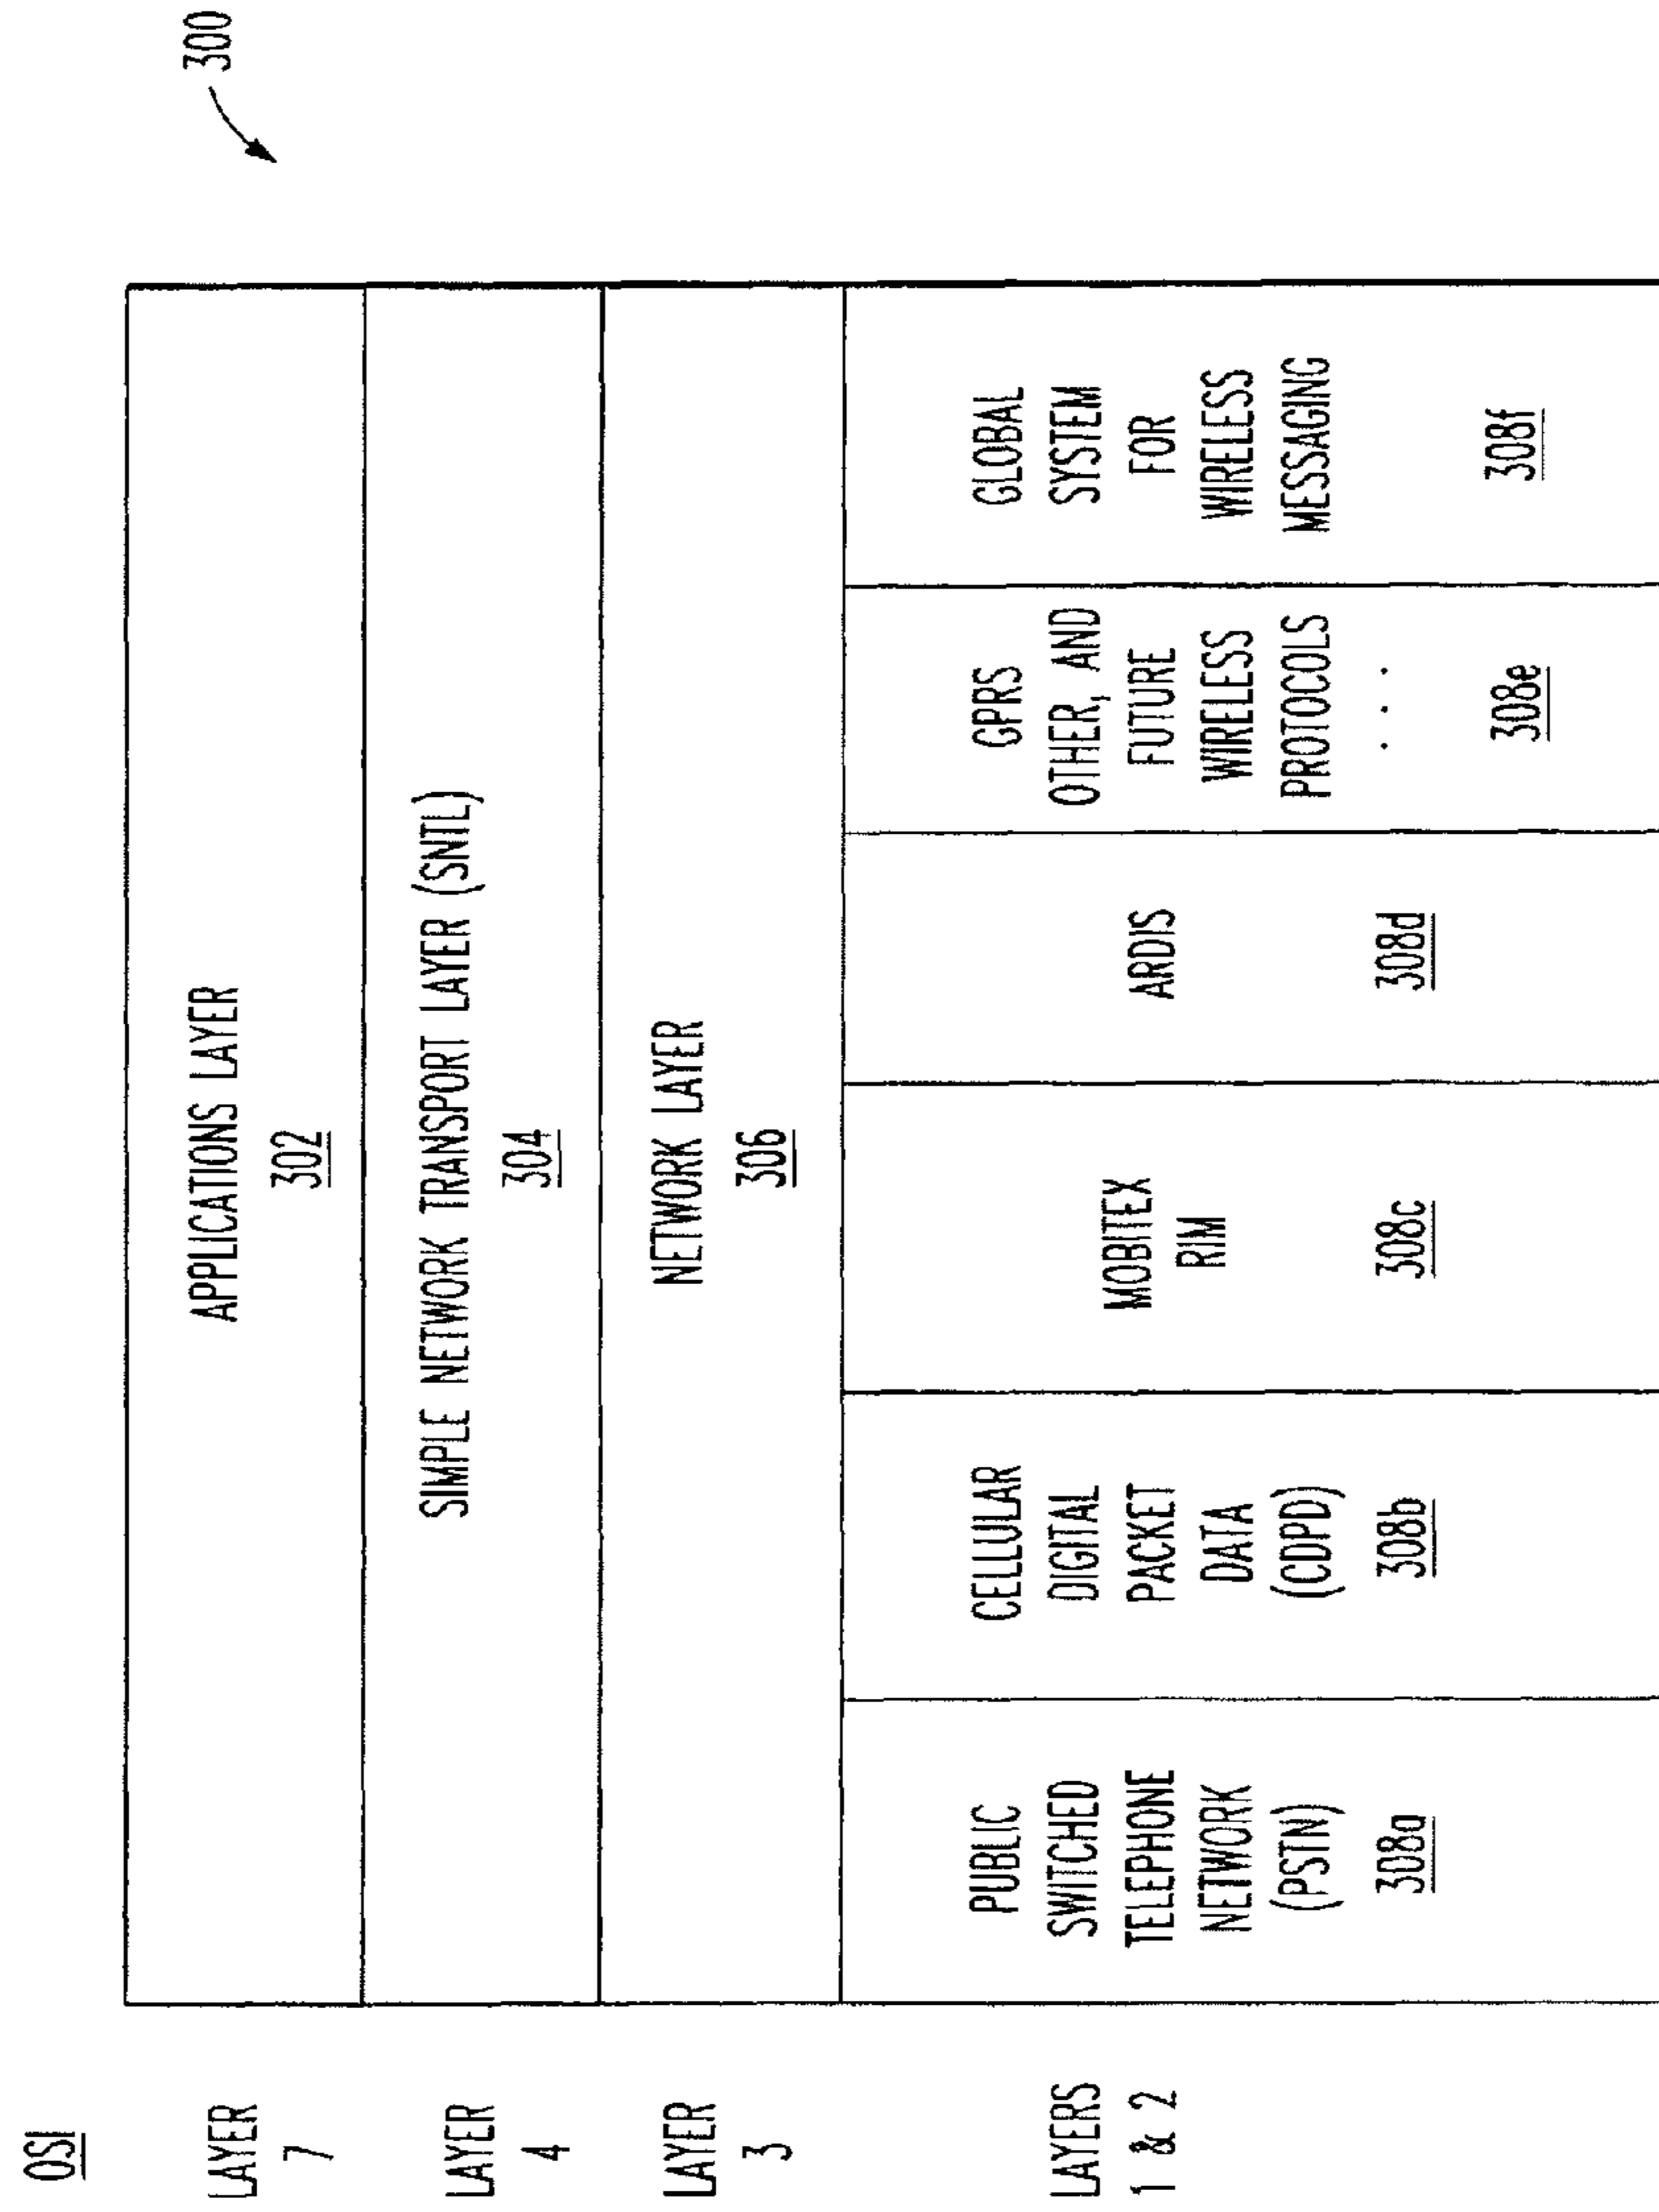 300
OSI
LAYER
7
APPLICATIONS LAYER
302
LAYER
4
SIMPLE NETWORK TRANSPORT LAYER (SNTL)
304
LAYER
3
NETWORK LAYER
306
LAYERS
1 & 2
PUBLIC
SWITCHED
TELEPHONE
NETWORK
(PSTN)
308a
CELLULAR
DIGITAL
PACKET
DATA
(CDPD)
308b
MOBITEX
RIM
308c
ARDIS
308d
GPRS
OTHER, AND
FUTURE
WIRELESS
PROTOCOLS
. . .
308e
GLOBAL
SYSTEM
FOR
WIRELESS
MESSAGING
308f